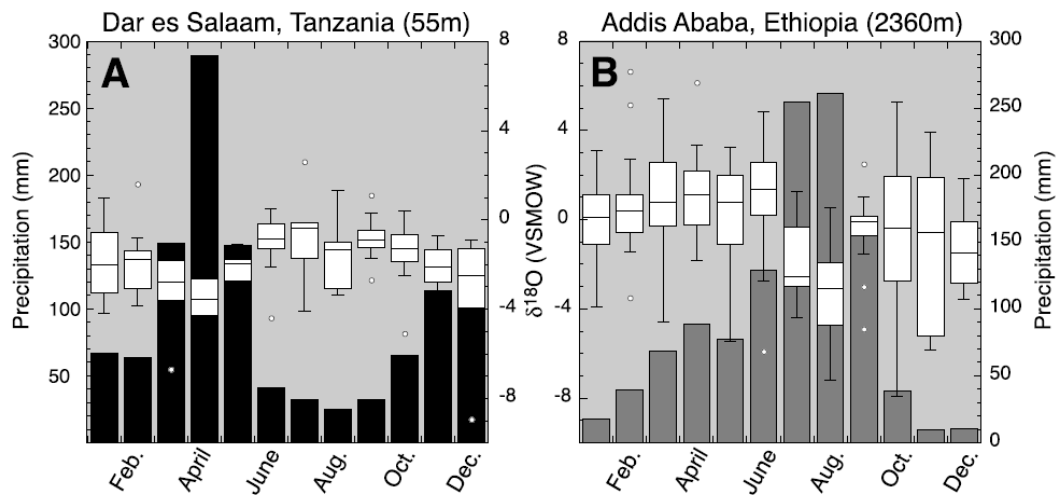 Dar es Salaam, Tanzania (55m)
Addis Ababa, Ethiopia (2360m)
A
B
Precipitation (mm)
300
250
200
150
100
50
8
4
0
-4
-8
δ18O (VSMOW)
8
4
0
-4
-8
300
250
200
150
100
50
0
Precipitation (mm)
Feb.
April
June
Aug.
Oct.
Dec.
Feb.
April
June
Aug.
Oct.
Dec.